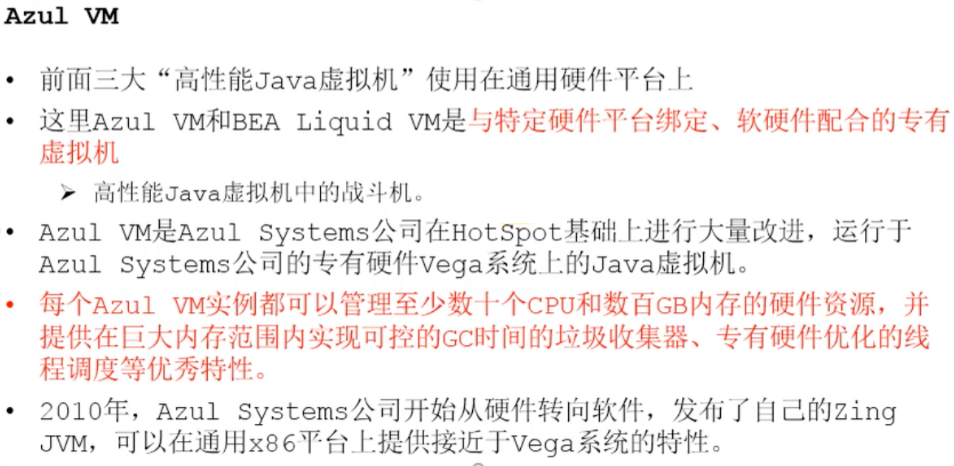 Azul VM
• 前面三大“高性能Java虚拟机”使用在通用硬件平台上
• 这里Azul VM和BEA Liquid VM是与特定硬件平台绑定、软硬件配合的专有
虚拟机
➢ 高性能Java虚拟机中的战斗机。
• Azul VM是Azul Systems公司在HotSpot基础上进行大量改进，运行于
Azul Systems公司的专有硬件Vega系统上的Java虚拟机。
• 每个Azul VM实例都可以管理至少数十个CPU和数百GB内存的硬件资源，并
提供在巨大内存范围内实现可控的GC时间的垃圾收集器、专有硬件优化的线
程调度等优秀特性。
• 2010年，Azul Systems公司开始从硬件转向软件，发布了自己的Zing
JVM，可以在通用x86平台上提供接近于Vega系统的特性。